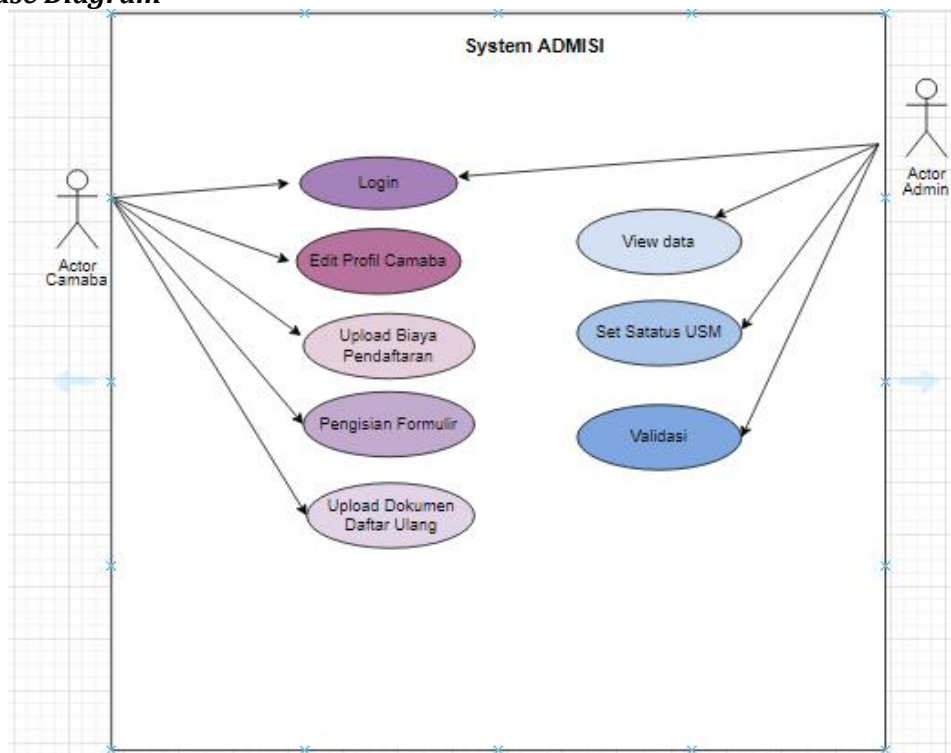 ase Diagram
System ADMISI
Login
Edit Profil Camaba
Upload Biaya
Pendaftaran
Pengisian Formulir
Upload Dokumen
Daftar Ulang
View data
Set Satatus USM
Validasi
Actor
Camaba
Actor
Admin